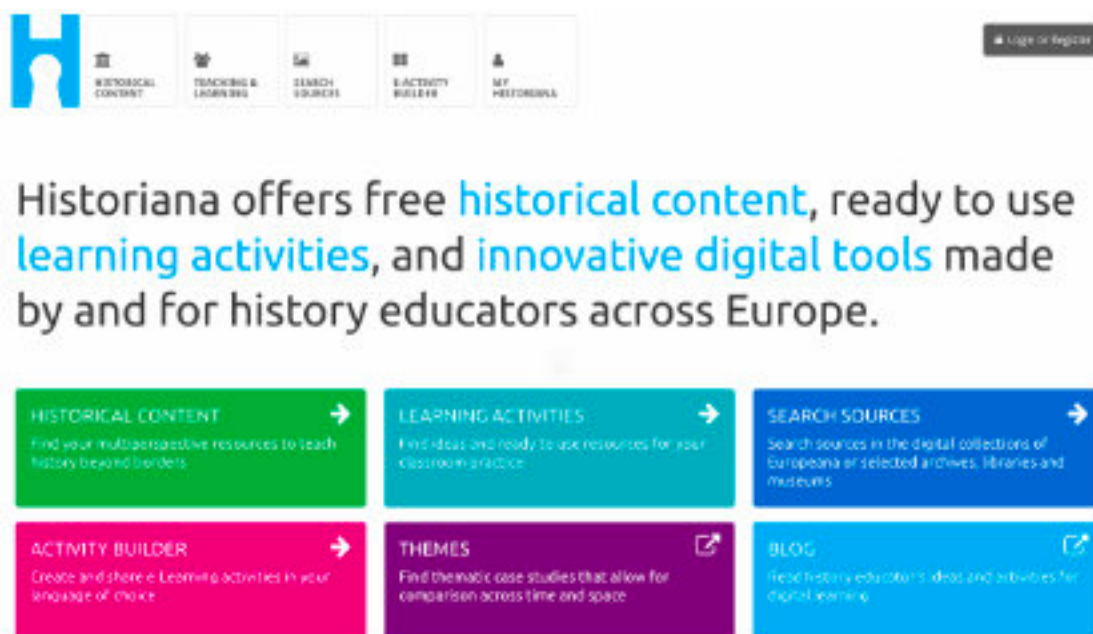 HISTORICAL
CONTENT
TEACHING &
LEARNING
SEARCH
SOURCES
E-ACTIVITY
BUILDER
MY
HISTORIANA
Login or Register
Historiana offers free historical content, ready to use
learning activities, and innovative digital tools made
by and for history educators across Europe.
HISTORICAL CONTENT
Find your multiperspective resources to teach
history beyond borders
LEARNING ACTIVITIES
Find ideas and ready to use resources for your
classroom practice
SEARCH SOURCES
Search sources in the digital collections of
Europeana or selected archives, libraries and
museums
ACTIVITY BUILDER
Create and share e-Learning activities in your
language of choice
THEMES
Find thematic case studies that allow for
comparison across time and space
BLOG
Read history educator's ideas and activities for
digital learning